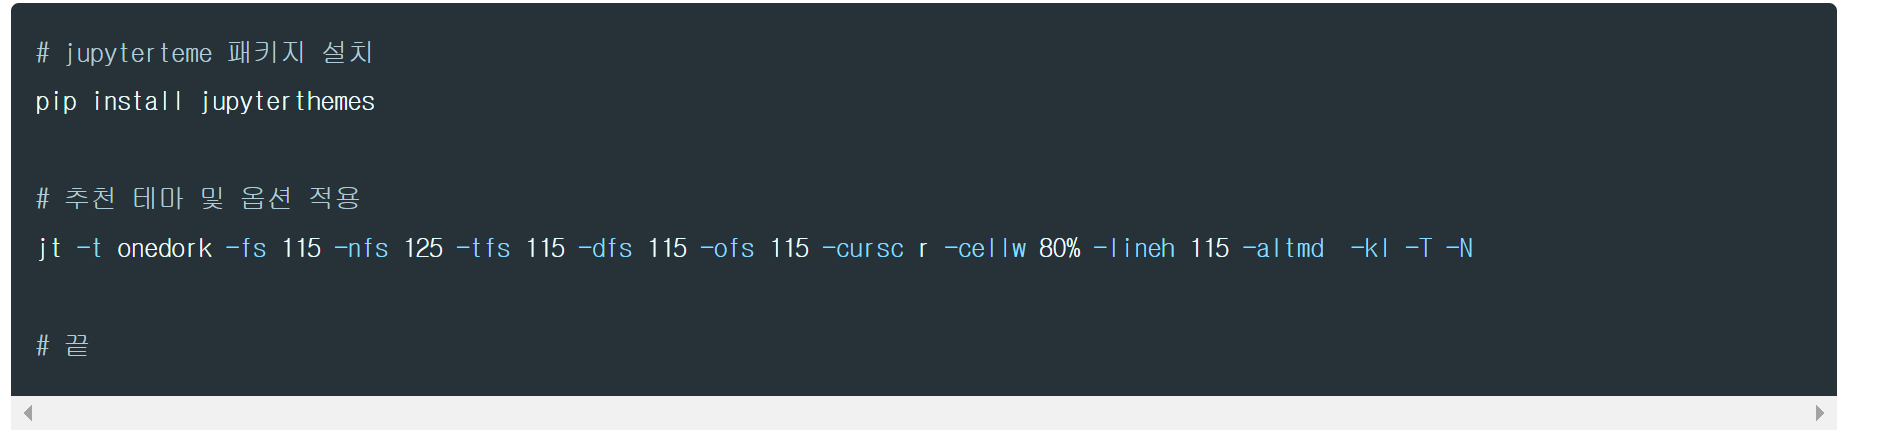 # jupyterteme 패키지 설치
pip install jupyterthemes
# 추천 테마 및 옵션 적용
jt -t onedork -fs 115 -nfs 125 -tfs 115 -dfs 115 -ofs 115 -cursc r -cellw 80% -lineh 115 -altmd  -kl -T -N
# 끝